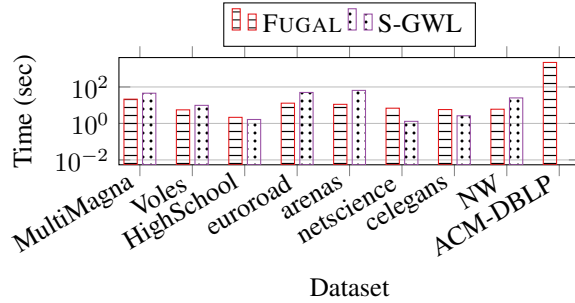 FUGAL S-GWL
Time (sec)
10^2
10^0
10^−2
MultiMagna
Voles
HighSchool
euroroad
arenas
netscience
celegans
NW
ACM-DBLP
Dataset